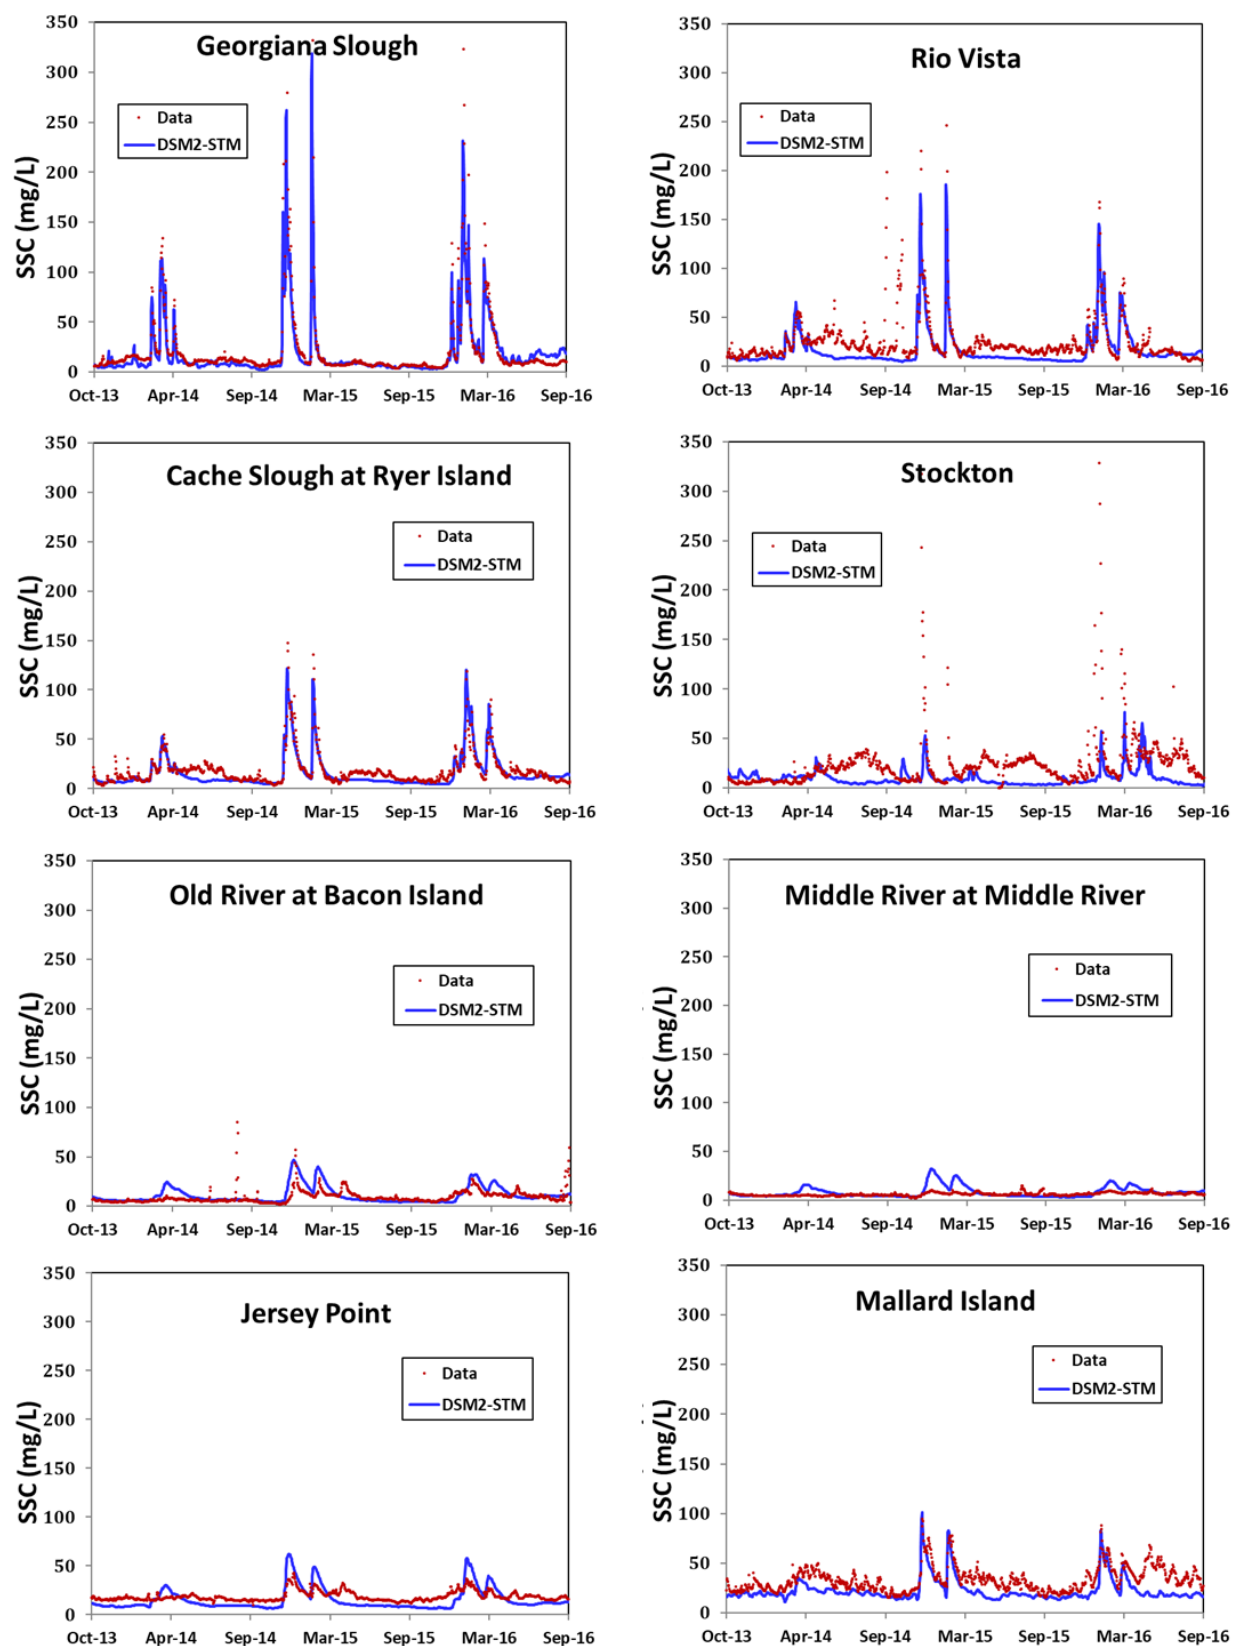 Georgiana Slough
SSC (mg/L)
350
300
250
200
150
100
50
0
Data
DSM2-STM
Oct-13 Apr-14 Sep-14 Mar-15 Sep-15 Mar-16 Sep-16
Rio Vista
SSC (mg/L)
350
300
250
200
150
100
50
0
Data
DSM2-STM
Oct-13 Apr-14 Sep-14 Mar-15 Sep-15 Mar-16 Sep-16
Cache Slough at Ryer Island
SSC (mg/L)
350
300
250
200
150
100
50
0
Data
DSM2-STM
Oct-13 Apr-14 Sep-14 Mar-15 Sep-15 Mar-16 Sep-16
Stockton
SSC (mg/L)
350
300
250
200
150
100
50
0
Data
DSM2-STM
Oct-13 Apr-14 Sep-14 Mar-15 Sep-15 Mar-16 Sep-16
Old River at Bacon Island
SSC (mg/L)
350
300
250
200
150
100
50
0
Data
DSM2-STM
Oct-13 Apr-14 Sep-14 Mar-15 Sep-15 Mar-16 Sep-16
Middle River at Middle River
SSC (mg/L)
350
300
250
200
150
100
50
0
Data
DSM2-STM
Oct-13 Apr-14 Sep-14 Mar-15 Sep-15 Mar-16 Sep-16
Jersey Point
SSC (mg/L)
350
300
250
200
150
100
50
0
Data
DSM2-STM
Oct-13 Apr-14 Sep-14 Mar-15 Sep-15 Mar-16 Sep-16
Mallard Island
SSC (mg/L)
350
300
250
200
150
100
50
0
Data
DSM2-STM
Oct-13 Apr-14 Sep-14 Mar-15 Sep-15 Mar-16 Sep-16